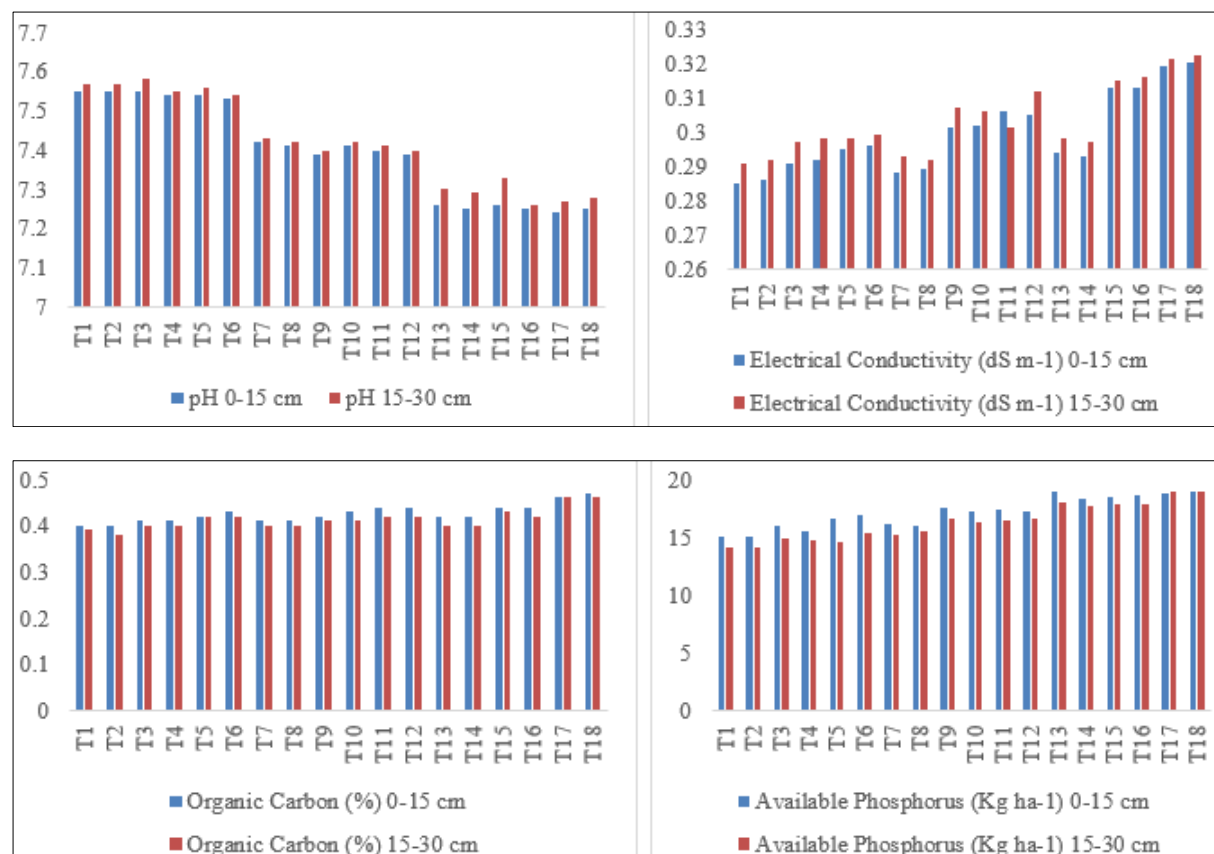 7.7
7.6
7.5
7.4
7.3
7.2
7.1
7
T1 T2 T3 T4 T5 T6 T7 T8 T9 T10 T11 T12 T13 T14 T15 T16 T17 T18
pH 0-15 cm pH 15-30 cm
0.33
0.32
0.31
0.3
0.29
0.28
0.27
0.26
T1 T2 T3 T4 T5 T6 T7 T8 T9 T10 T11 T12 T13 T14 T15 T16 T17 T18
Electrical Conductivity (dS m-1) 0-15 cm
Electrical Conductivity (dS m-1) 15-30 cm
0.5
0.4
0.3
0.2
0.1
0
T1 T2 T3 T4 T5 T6 T7 T8 T9 T10 T11 T12 T13 T14 T15 T16 T17 T18
Organic Carbon (%) 0-15 cm
Organic Carbon (%) 15-30 cm
20
15
10
5
0
T1 T2 T3 T4 T5 T6 T7 T8 T9 T10 T11 T12 T13 T14 T15 T16 T17 T18
Available Phosphorus (Kg ha-1) 0-15 cm
Available Phosphorus (Kg ha-1) 15-30 cm